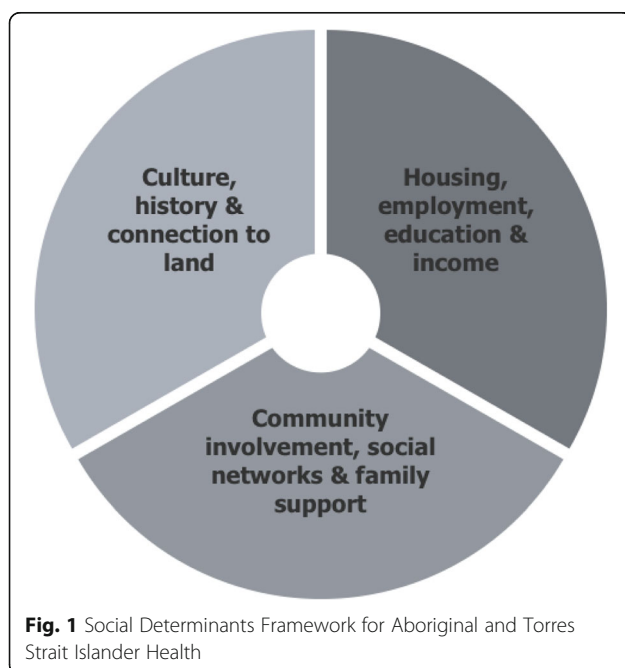 Culture,
history &
connection to
land
Housing,
employment,
education &
income
Community
involvement, social
networks & family
support
Fig. 1 Social Determinants Framework for Aboriginal and Torres
Strait Islander Health